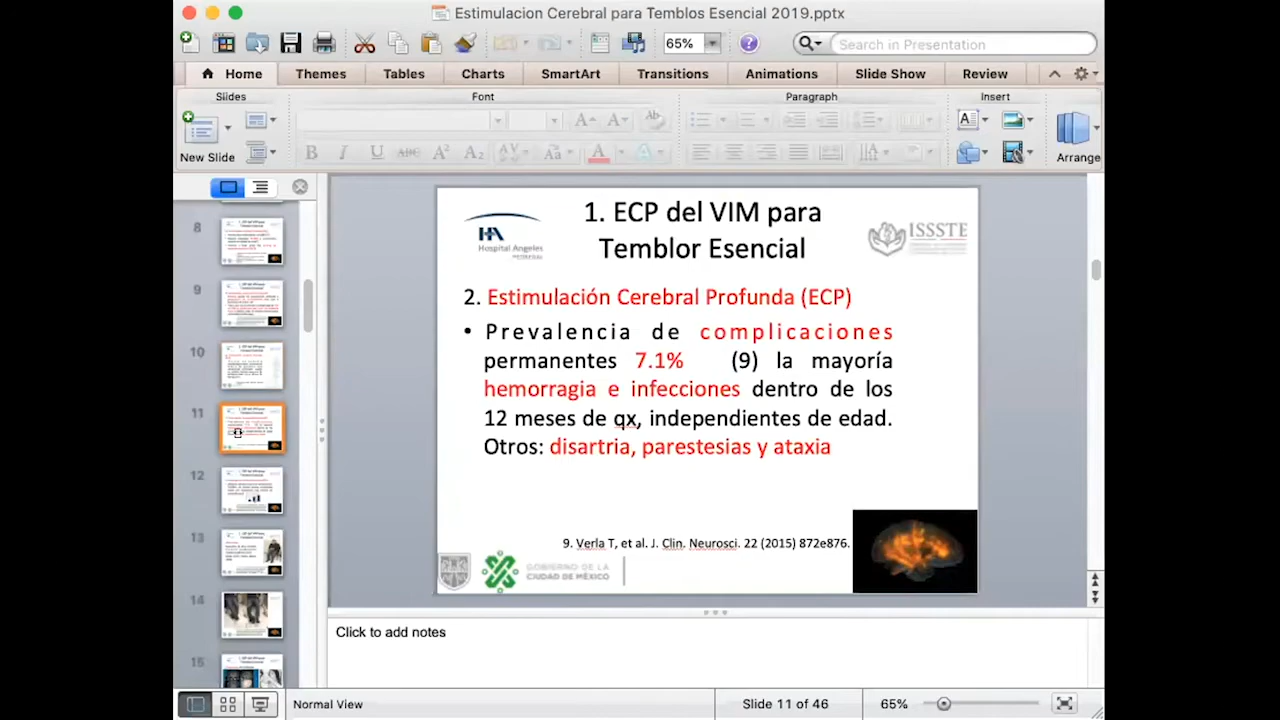 Estimulacion Cerebral para Temblos Esencial 2019.pptx
65%
Search in Presentation
Home Themes Tables Charts SmartArt Transitions Animations Slide Show Review
Slides Font Paragraph Insert
New Slide
Arrange
8
9
10
11
12
13
14
15
1. ECP del VIM para
Temblor Esencial
HA
Hospital Angeles
ISSSTE
2. Estimulación Cerebral Profunda (ECP)
• Prevalencia de complicaciones
permanentes 7.1% (9) la mayoría
hemorragia e infecciones dentro de los
12 meses de qx, independientes de edad.
Otros: disartria, parestesias y ataxia
J. Clin. neurosci. 22 (2015) 872e876.
GOBIERNO DE LA
CIUDAD DE MÉXICO
Click to add notes
Normal View
Slide 11 of 46
65%